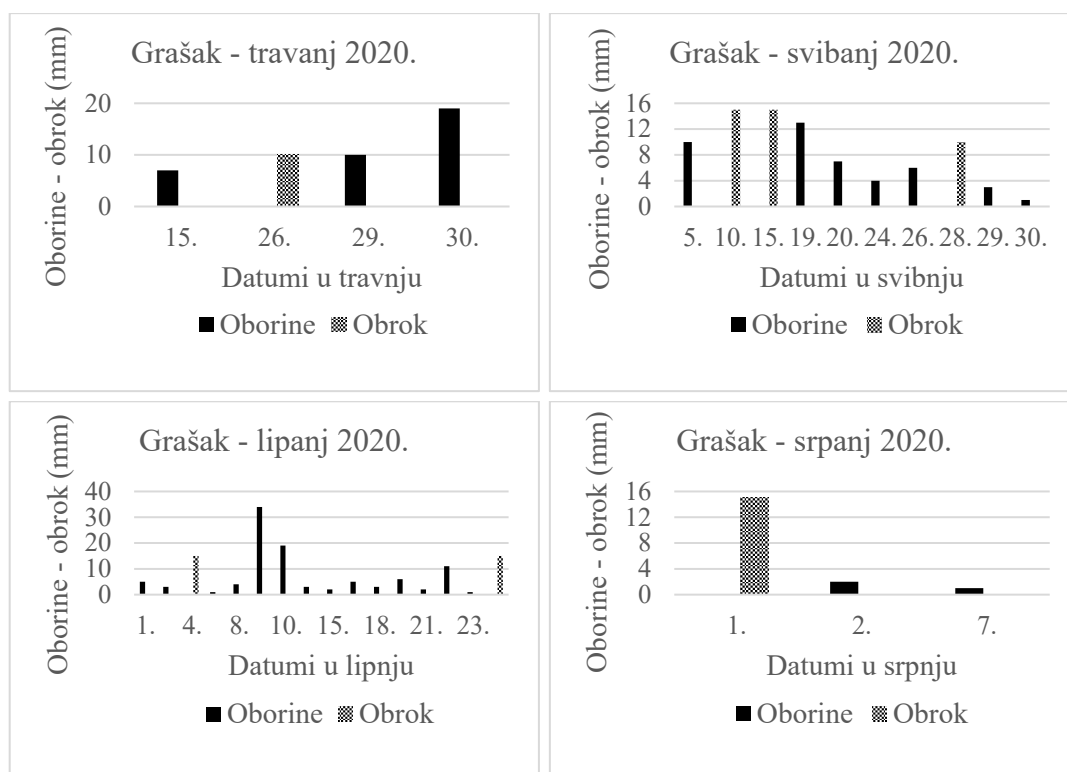 Grašak - travanj 2020.
Oborine - obrok (mm)
20
10
0
15. 26. 29. 30.
Datumi u travnju
Oborine Obrok
Grašak - svibanj 2020.
Oborine - obrok (mm)
16
12
8
4
0
5. 10. 15. 19. 20. 24. 26. 28. 29. 30.
Datumi u svibnju
Oborine Obrok
Grašak - lipanj 2020.
Oborine - obrok (mm)
40
30
20
10
0
1. 4. 8. 10. 15. 18. 21. 23.
Datumi u lipnju
Oborine Obrok
Grašak - srpanj 2020.
Oborine - obrok (mm)
16
12
8
4
0
1. 2. 7.
Datumi u srpnju
Oborine Obrok